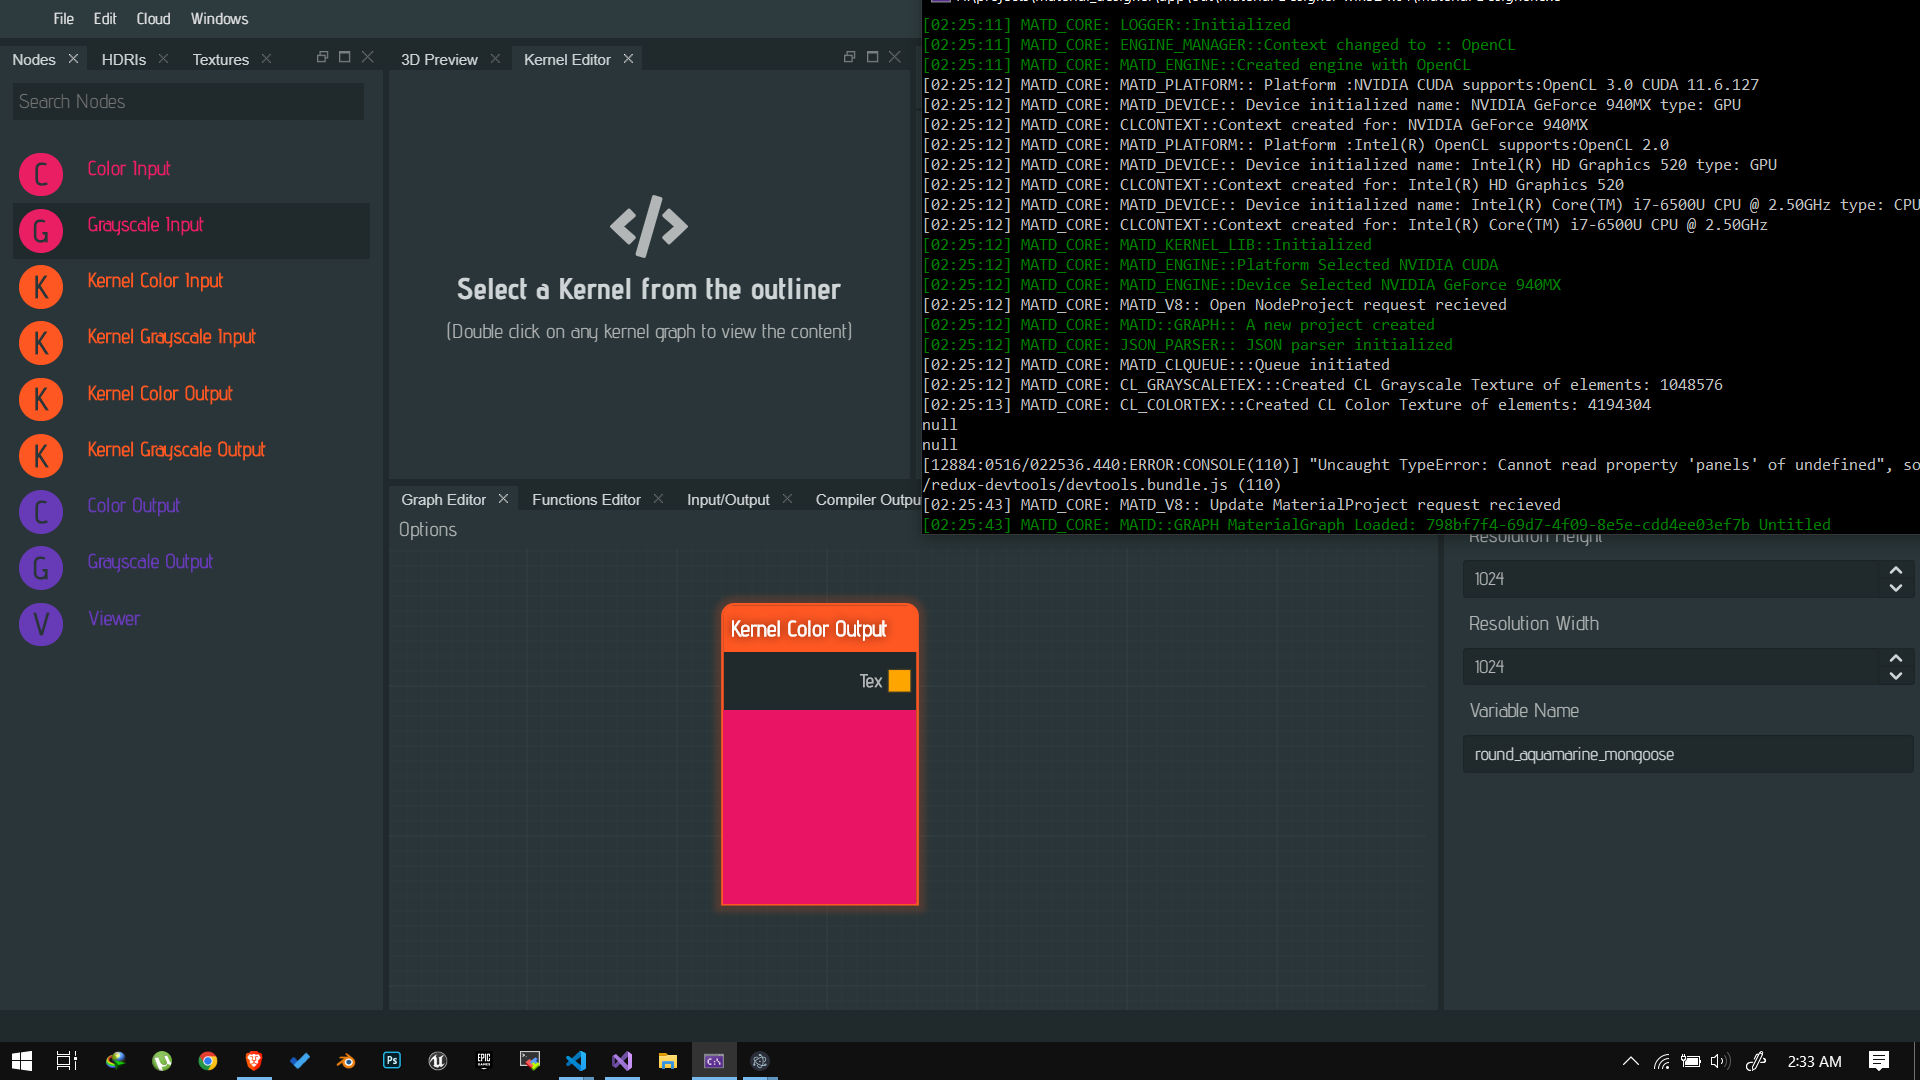 File Edit Cloud Windows
Nodes HDRIs Textures
Search Nodes
C Color Input
G Grayscale Input
K Kernel Color Input
K Kernel Grayscale Input
K Kernel Color Output
K Kernel Grayscale Output
C Color Output
G Grayscale Output
V Viewer
3D Preview Kernel Editor
Select a Kernel from the outliner
(Double click on any kernel graph to view the content)
[02:25:11] MATD_CORE: LOGGER::Initialized
[02:25:11] MATD_CORE: ENGINE_MANAGER::Context changed to :: OpenCL
[02:25:11] MATD_CORE: MATD_ENGINE::Created engine with OpenCL
[02:25:12] MATD_CORE: MATD_PLATFORM:: Platform :NVIDIA CUDA supports:OpenCL 3.0 CUDA 11.6.127
[02:25:12] MATD_CORE: MATD_DEVICE:: Device initialized name: NVIDIA GeForce 940MX type: GPU
[02:25:12] MATD_CORE: CLCONTEXT::Context created for: NVIDIA GeForce 940MX
[02:25:12] MATD_CORE: MATD_PLATFORM:: Platform :Intel(R) OpenCL supports:OpenCL 2.0
[02:25:12] MATD_CORE: MATD_DEVICE:: Device initialized name: Intel(R) HD Graphics 520 type: GPU
[02:25:12] MATD_CORE: CLCONTEXT::Context created for: Intel(R) HD Graphics 520
[02:25:12] MATD_CORE: MATD_DEVICE:: Device initialized name: Intel(R) Core(TM) i7-6500U CPU @ 2.50GHz type: CPU
[02:25:12] MATD_CORE: CLCONTEXT::Context created for: Intel(R) Core(TM) i7-6500U CPU @ 2.50GHz
[02:25:12] MATD_CORE: MATD_KERNEL_LIB::Initialized
[02:25:12] MATD_CORE: MATD_ENGINE::Platform Selected NVIDIA CUDA
[02:25:12] MATD_CORE: MATD_ENGINE::Device Selected NVIDIA GeForce 940MX
[02:25:12] MATD_CORE: MATD_V8:: Open NodeProject request recieved
[02:25:12] MATD_CORE: MATD::GRAPH:: A new project created
[02:25:12] MATD_CORE: JSON_PARSER:: JSON parser initialized
[02:25:12] MATD_CORE: MATD_CLQUEUE:::Queue initiated
[02:25:12] MATD_CORE: CL_GRAYSCALETEX:::Created CL Grayscale Texture of elements: 1048576
[02:25:13] MATD_CORE: CL_COLORTEX:::Created CL Color Texture of elements: 4194304
null
null
[12884:0516/022536.440:ERROR:CONSOLE(110)] "Uncaught TypeError: Cannot read property 'panels' of undefined", so
/redux-devtools/devtools.bundle.js (110)
[02:25:43] MATD_CORE: MATD_V8:: Update MaterialProject request recieved
[02:25:43] MATD_CORE: MATD::GRAPH MaterialGraph Loaded: 798bf7f4-69d7-4f09-8e5e-cdd4ee03ef7b Untitled
Graph Editor Functions Editor Input/Output Compiler Outpu
Options
Kernel Color Output
Tex
Resolution Height
1024
Resolution Width
1024
Variable Name
round_aquamarine_mongoose
Ps
EPIC GAMES
C:\
2:33 AM